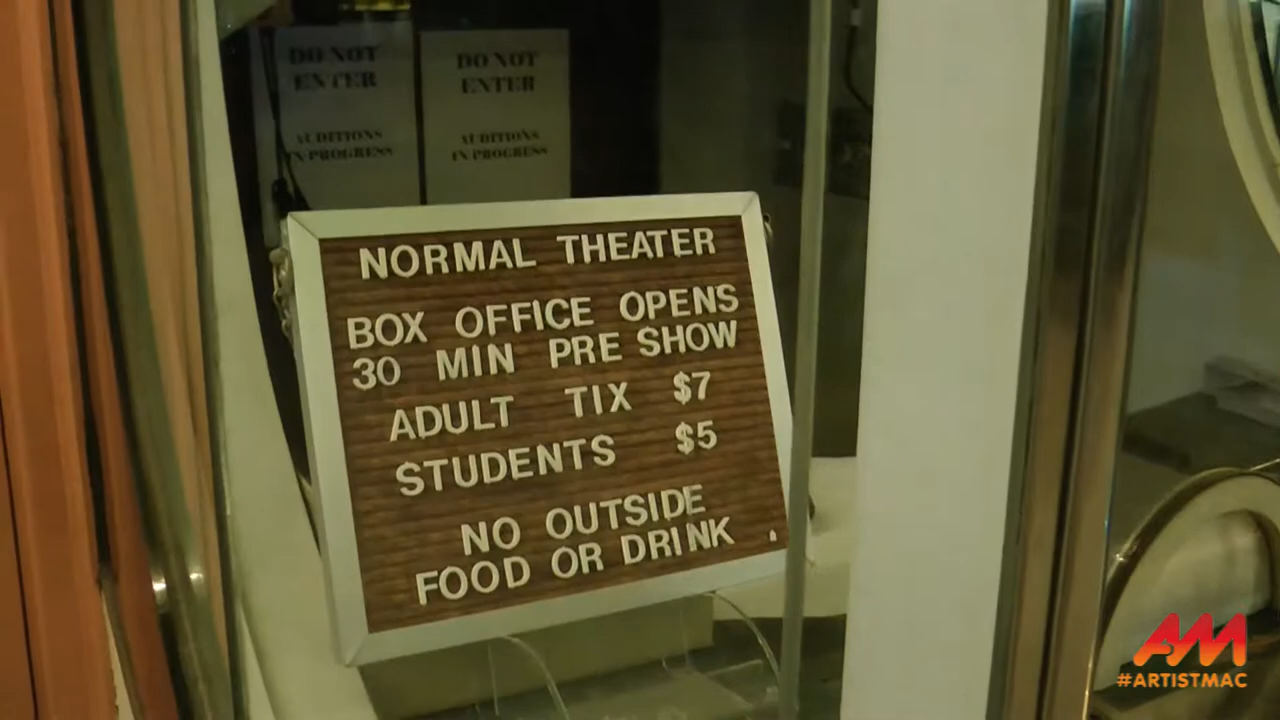 DO NOT
ENTER
AUDITIONS
IN PROGRESS
DO NOT
ENTER
AUDITIONS
IN PROGRESS
NORMAL THEATER
BOX OFFICE OPENS
30 MIN PRE SHOW
ADULT TIX $7
STUDENTS $5
NO OUTSIDE
FOOD OR DRINK .
AM
#ARTISTMAC